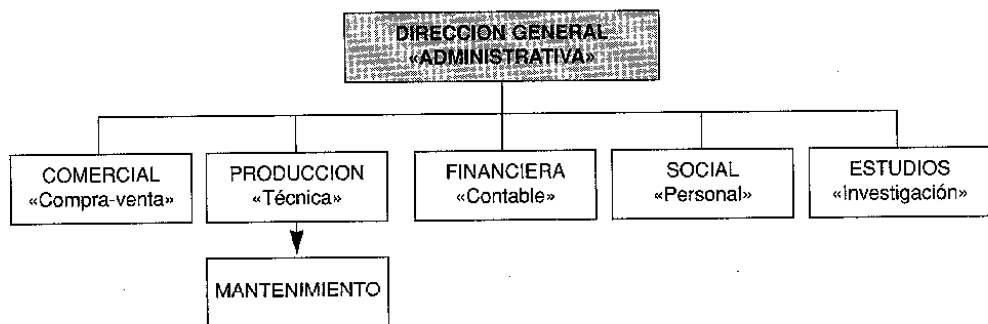 DIRECCION GENERAL
«ADMINISTRATIVA»
COMERCIAL
«Compra-venta»
PRODUCCION
«Técnica»
FINANCIERA
«Contable»
SOCIAL
«Personal»
ESTUDIOS
«Investigación»
MANTENIMIENTO